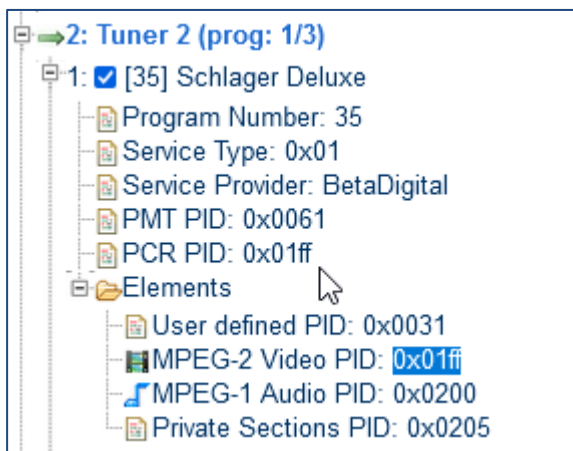 2: Tuner 2 (prog: 1/3)
1: [35] Schlager Deluxe
Program Number: 35
Service Type: 0x01
Service Provider: BetaDigital
PMT PID: 0x0061
PCR PID: 0x01ff
Elements
User defined PID: 0x0031
MPEG-2 Video PID: 0x01ff
MPEG-1 Audio PID: 0x0200
Private Sections PID: 0x0205